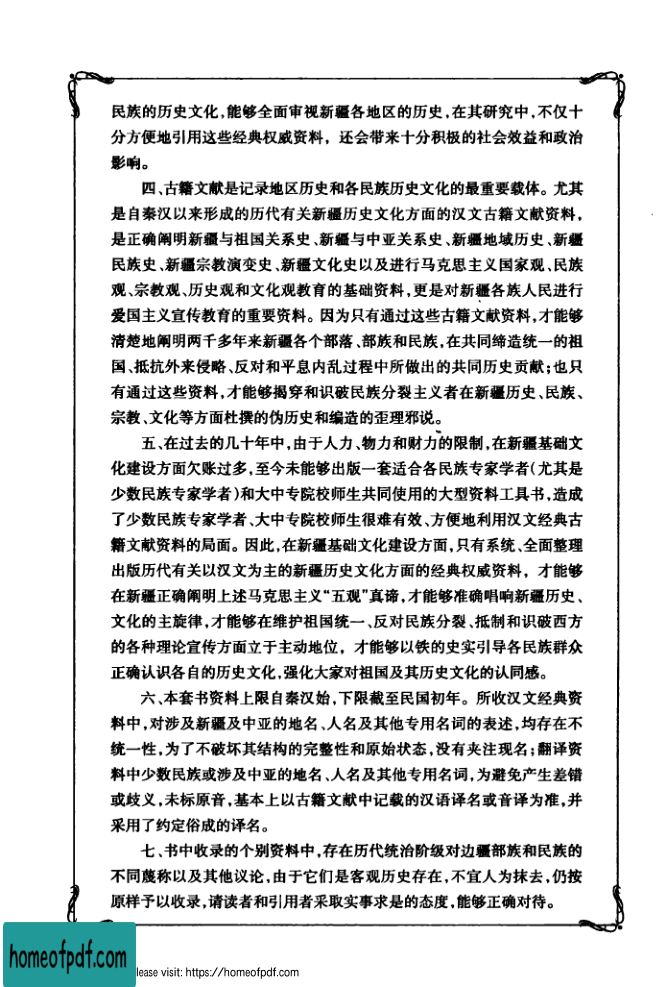 民族的历史文化,能够全面审视新疆各地区的历史,在其研究中,不仅十
分方便地引用这些经典权威资料，还会带来十分积极的社会效益和政治
影响。
四、古籍文献是记录地区历史和各民族历史文化的最重要载体。尤其
是自秦汉以来形成的历代有关新疆历史文化方面的汉文古籍文献资料,
是正确阐明新疆与祖国关系史、新疆与中亚关系史、新疆地域历史、新疆
民族史、新疆宗教演变史、新疆文化史以及进行马克思主义国家观、民族
观、宗教观、历史观和文化观教育的基础资料,更是对新疆各族人民进行
爱国主义宣传教育的重要资料。因为只有通过这些古籍文献资料,才能够
清楚地阐明两千多年来新疆各个部落、部族和民族,在共同缔造统一的祖
国、抵抗外来侵略、反对和平息内乱过程中所做出的共同历史贡献;也只
有通过这些资料,才能够揭穿和识破民族分裂主义者在新疆历史、民族、
宗教、文化等方面杜撰的伪历史和编造的歪理邪说。
五、在过去的几十年中,由于人力、物力和财力的限制,在新疆基础文
化建设方面欠账过多,至今未能够出版一套适合各民族专家学者(尤其是
少数民族专家学者)和大中专院校师生共同使用的大型资料工具书,造成
了少数民族专家学者、大中专院校师生很难有效、方便地利用汉文经典古
籍文献资料的局面。因此,在新疆基础文化建设方面,只有系统、全面整理
出版历代有关以汉文为主的新疆历史文化方面的经典权威资料，才能够
在新疆正确阐明上述马克思主义“五观”真谛,才能够准确唱响新疆历史、
文化的主旋律,才能够在维护祖国统一、反对民族分裂、抵制和识破西方
的各种理论宣传方面立于主动地位，才能够以铁的史实引导各民族群众
正确认识各自的历史文化,强化大家对祖国及其历史文化的认同感。
六、本套书资料上限自秦汉始,下限截至民国初年。所收汉文经典资
料中,对涉及新疆及中亚的地名、人名及其他专用名词的表述,均存在不
统一性,为了不破坏其结构的完整性和原始状态,没有夹注现名;翻译资
料中少数民族或涉及中亚的地名、人名及其他专用名词,为避免产生差错
或歧义,未标原音,基本上以古籍文献中记载的汉语译名或音译为准,并
采用了约定俗成的译名。
七、书中收录的个别资料中,存在历代统治阶级对边疆部族和民族的
不同蔑称以及其他议论,由于它们是客观历史存在,不宜人为抹去,仍按
原样予以收录,请读者和引用者采取实事求是的态度,能够正确对待。
homeofpdf.com
lease visit: https://homeofpdf.com